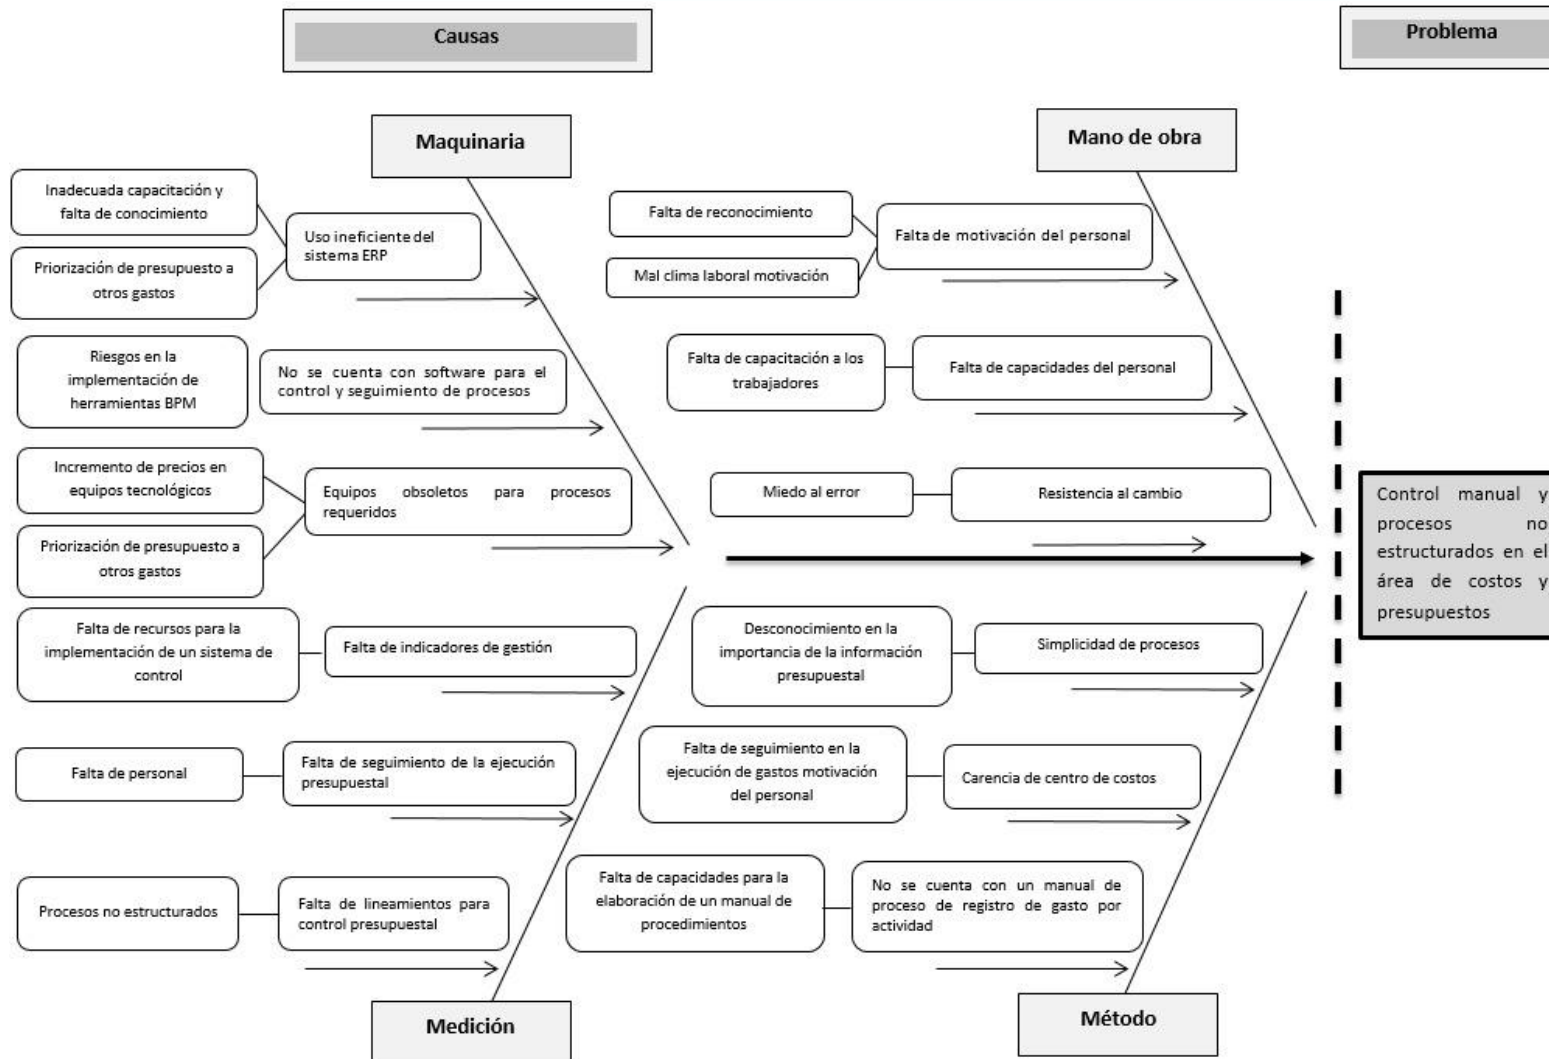 Causas
Problema
Maquinaria
Mano de obra
Inadecuada capacitación y
falta de conocimiento
Uso ineficiente del
sistema ERP
Priorización de presupuesto a
otros gastos
Falta de reconocimiento
Falta de motivación del personal
Mal clima laboral motivación
Riesgos en la
implementación de
herramientas BPM
No se cuenta con software para el
control y seguimiento de procesos
Falta de capacitación a los
trabajadores
Falta de capacidades del personal
Incremento de precios en
equipos tecnológicos
Equipos obsoletos para procesos
requeridos
Priorización de presupuesto a
otros gastos
Miedo al error
Resistencia al cambio
Control manual y
procesos no
estructurados en el
área de costos y
presupuestos
Falta de recursos para la
implementación de un sistema de
control
Falta de indicadores de gestión
Desconocimiento en la
importancia de la información
presupuestal
Simplicidad de procesos
Falta de personal
Falta de seguimiento de la ejecución
presupuestal
Falta de seguimiento en la
ejecución de gastos motivación
del personal
Carencia de centro de costos
Procesos no estructurados
Falta de lineamientos para
control presupuestal
Falta de capacidades para la
elaboración de un manual de
procedimientos
No se cuenta con un manual de
proceso de registro de gasto por
actividad
Medición
Método